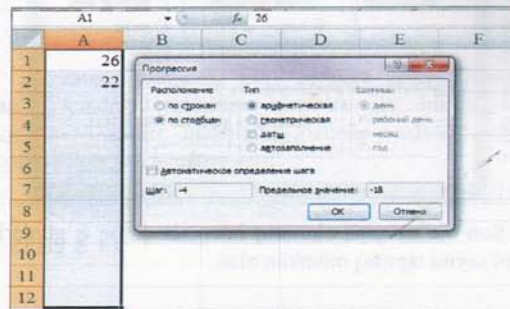 A1 fx 26
A B C D E F
1 26
2 22
3
4
5
6
7
8
9
10
11
12
Прогрессия
Расположение Тип Единицы
по строкам арифметическая день
по столбцам геометрическая рабочий день
даты месяц
автозаполнение год
Автоматическое определение шага
Шаг: -4 Предельное значение: -18
ОК Отмена